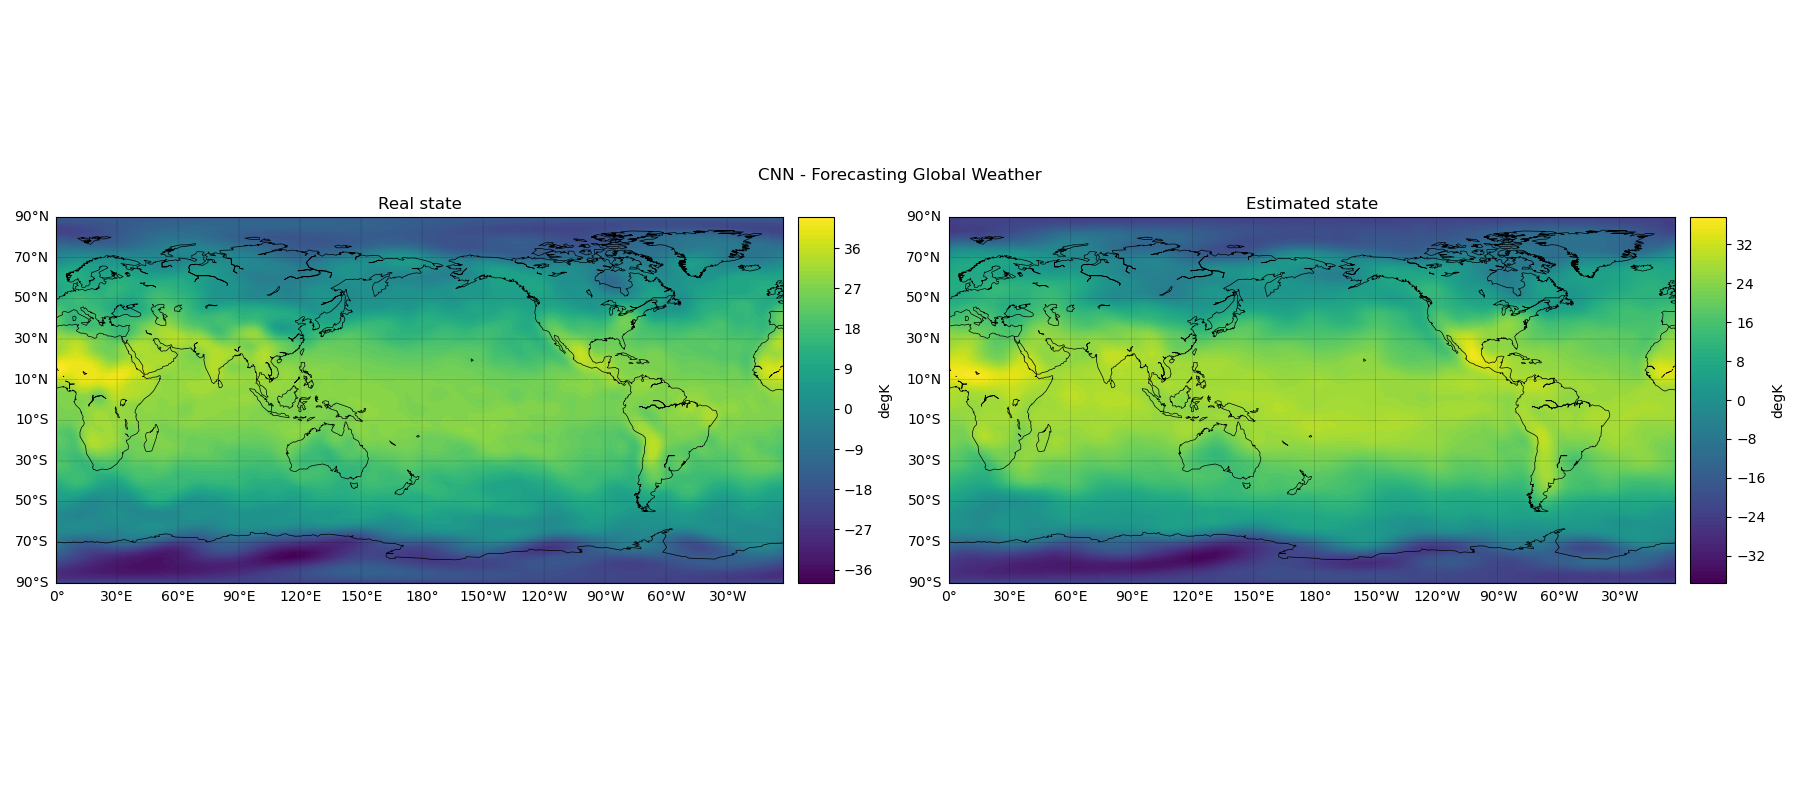 CNN - Forecasting Global Weather
Real state
90°N
70°N
50°N
30°N
10°N
10°S
30°S
50°S
70°S
90°S
0° 30°E 60°E 90°E 120°E 150°E 180° 150°W 120°W 90°W 60°W 30°W
36
27
18
9
0
−9
−18
−27
−36
degK
Estimated state
90°N
70°N
50°N
30°N
10°N
10°S
30°S
50°S
70°S
90°S
0° 30°E 60°E 90°E 120°E 150°E 180° 150°W 120°W 90°W 60°W 30°W
32
24
16
8
0
−8
−16
−24
−32
degK